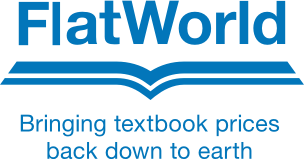 FlatWorld
Bringing textbook prices
back down to earth